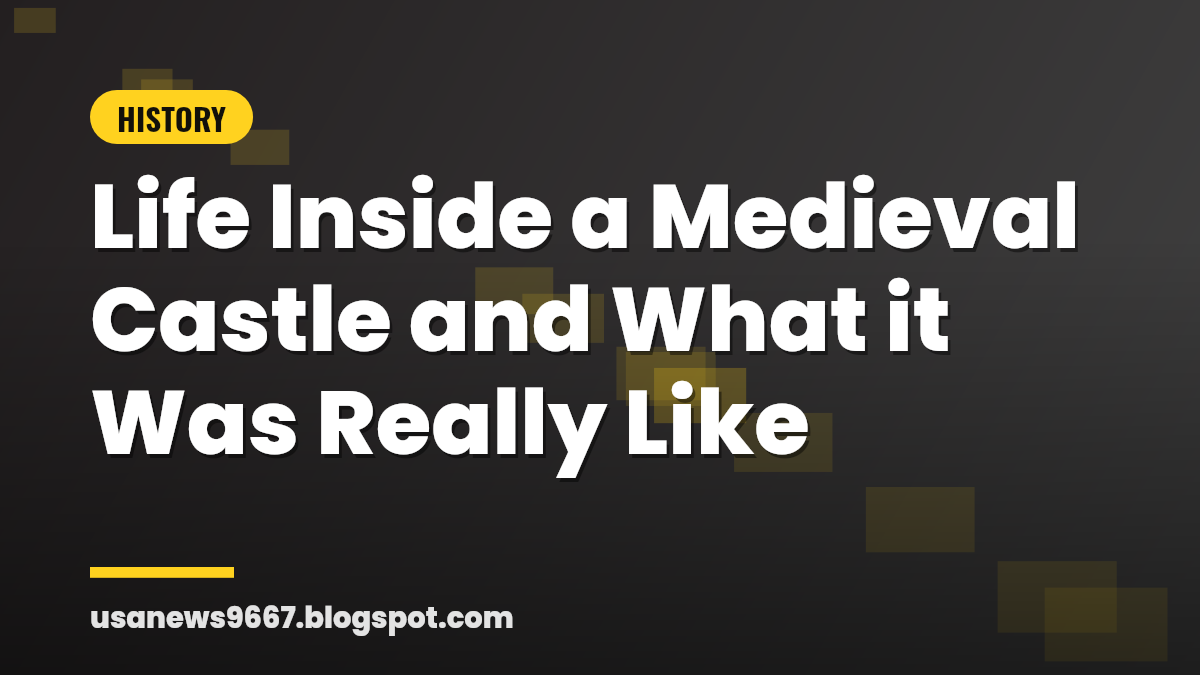 HISTORY
Life Inside a Medieval
Castle and What it
Was Really Like
usanews9667.blogspot.com